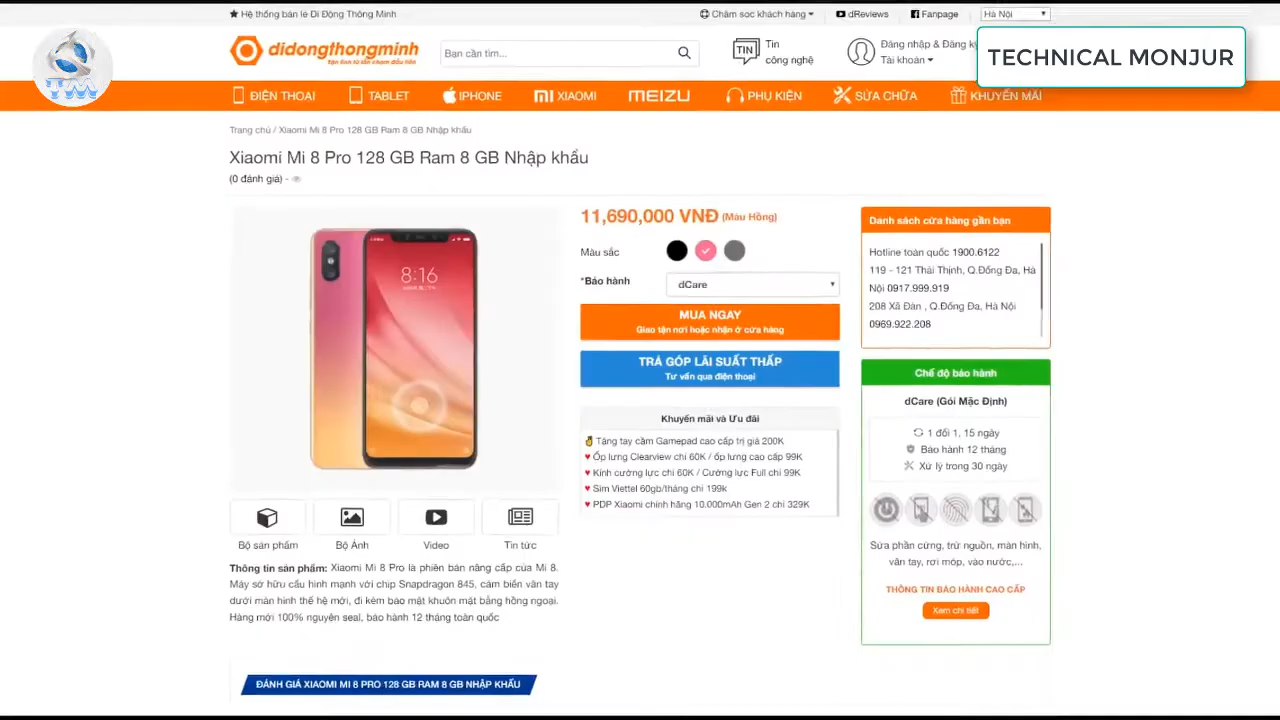 Hệ thống bán lẻ Di Động Thông Minh
Chăm sóc khách hàng
dReviews
Fanpage
Hà Nội
didongthongminh
Bạn cần tìm...
TIN
Tin
công nghệ
Đăng nhập & Đăng ký
Tài khoản
TECHNICAL MONJUR
TM
ĐIỆN THOẠI
TABLET
IPHONE
XIAOMI
MEIZU
PHỤ KIỆN
SỬA CHỮA
KHUYẾN MÃI
Trang chủ / Xiaomi Mi 8 Pro 128 GB Ram 8 GB Nhập khẩu
Xiaomi Mi 8 Pro 128 GB Ram 8 GB Nhập khẩu
(0 đánh giá) -
8:16
11,690,000 VNĐ (Màu Hồng)
Màu sắc
*Bảo hành
dCare
MUA NGAY
Giao tận nơi hoặc nhận ở cửa hàng
TRẢ GÓP LÃI SUẤT THẤP
Tư vấn qua điện thoại
Khuyến mãi và Ưu đãi
Tặng tay cầm Gamepad cao cấp trị giá 200K
Ốp lưng Clearview chỉ 60K / ốp lưng cao cấp 99K
Kính cường lực chỉ 60K / Cường lực Full chỉ 99K
Sim Viettel 60gb/tháng chỉ 199k
PDP Xiaomi chính hãng 10.000mAh Gen 2 chỉ 329K
Danh sách cửa hàng gần bạn
Hotline toàn quốc 1900.6122
119 - 121 Thái Thịnh, Q.Đống Đa, Hà
Nội 0917.999.919
208 Xã Đàn , Q.Đống Đa, Hà Nội
0969.922.208
Chế độ bảo hành
dCare (Gói Mặc Định)
1 đổi 1, 15 ngày
Bảo hành 12 tháng
Xử lý trong 30 ngày
Sửa phần cứng, trừ nguồn, màn hình,
vân tay, rơi móp, vào nước,...
THÔNG TIN BẢO HÀNH CAO CẤP
Xem chi tiết
Bộ sản phẩm
Bộ Ảnh
Video
Tin tức
Thông tin sản phẩm: Xiaomi Mi 8 Pro là phiên bản nâng cấp của Mi 8.
Máy sở hữu cấu hình mạnh với chip Snapdragon 845, cảm biến vân tay
dưới màn hình thế hệ mới, đi kèm bảo mật khuôn mặt bằng hồng ngoại.
Hàng mới 100% nguyên seal, bảo hành 12 tháng toàn quốc
ĐÁNH GIÁ XIAOMI MI 8 PRO 128 GB RAM 8 GB NHẬP KHẨU